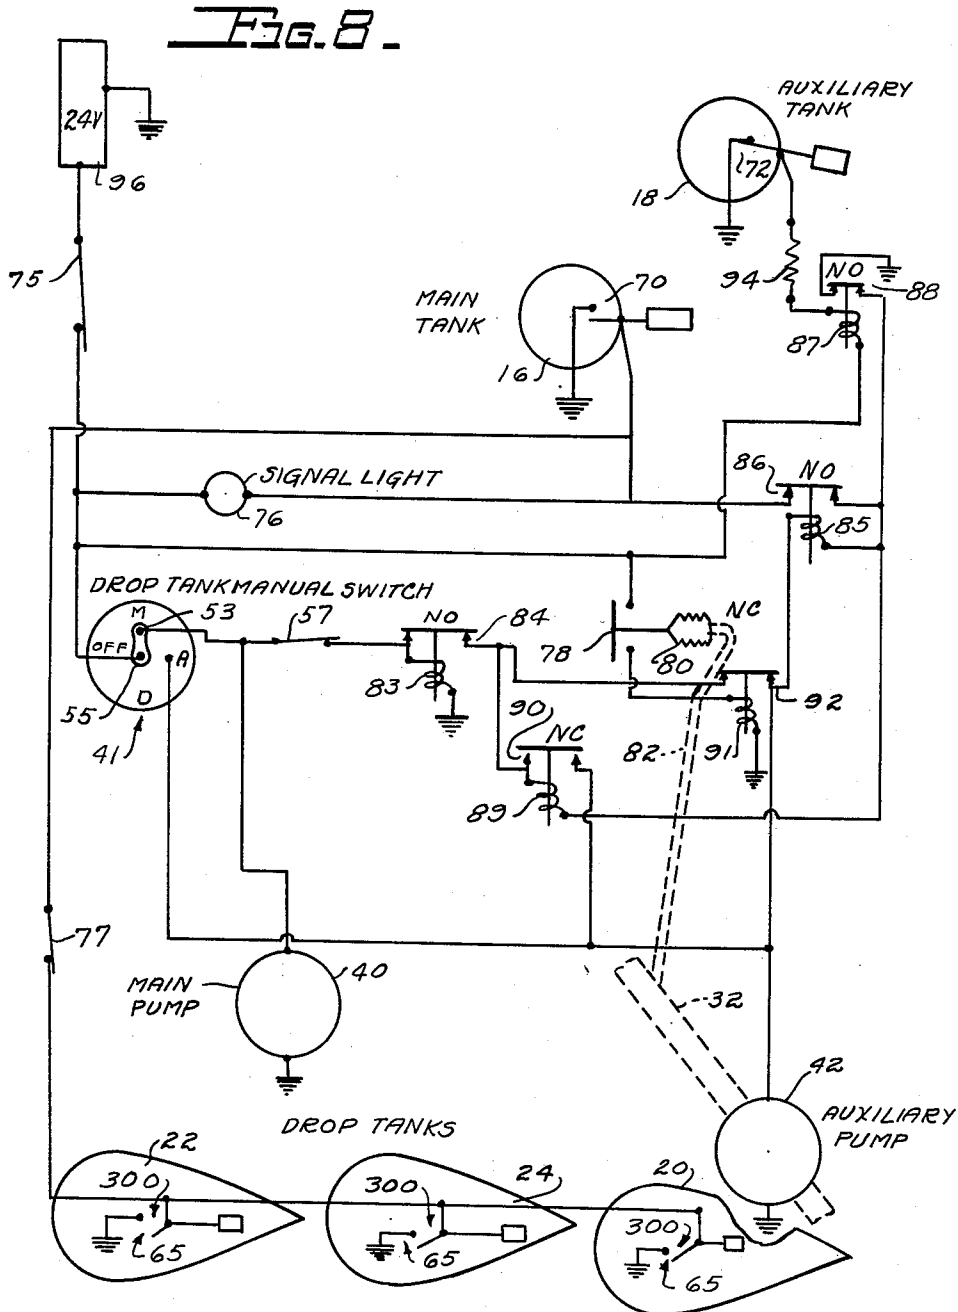 FIG. 8.
24V
96
AUXILIARY
TANK
72
18
75
94
NO
88
MAIN
TANK
70
87
16
SIGNAL LIGHT
76
86
NO
85
DROP TANK MANUAL SWITCH
M
53
OFF
A
D
55
41
57
NO
84
83
78
80
NC
92
90
NC
82
91
89
77
MAIN
PUMP
40
32
42
AUXILIARY
PUMP
DROP TANKS
22
300
65
300
24
65
20
300
65